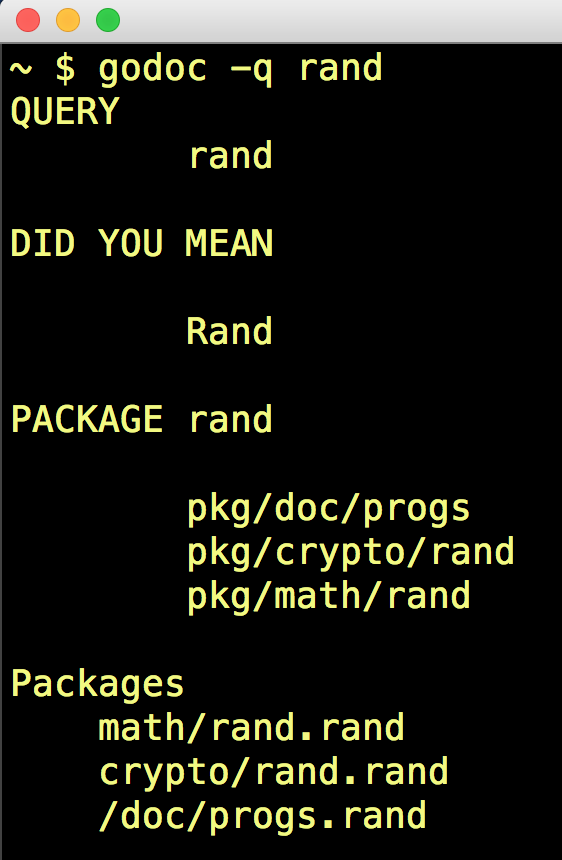 ~ $ godoc -q rand
QUERY
rand
DID YOU MEAN
Rand
PACKAGE rand
pkg/doc/progs
pkg/crypto/rand
pkg/math/rand
Packages
math/rand.rand
crypto/rand.rand
/doc/progs.rand